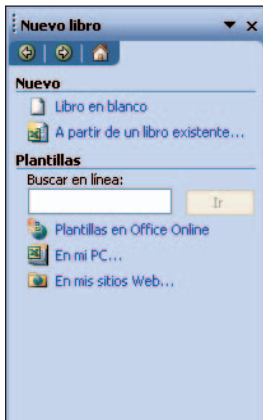 Nuevo libro
Nuevo
Libro en blanco
A partir de un libro existente...
Plantillas
Buscar en línea:
Ir
Plantillas en Office Online
En mi PC...
En mis sitios Web...